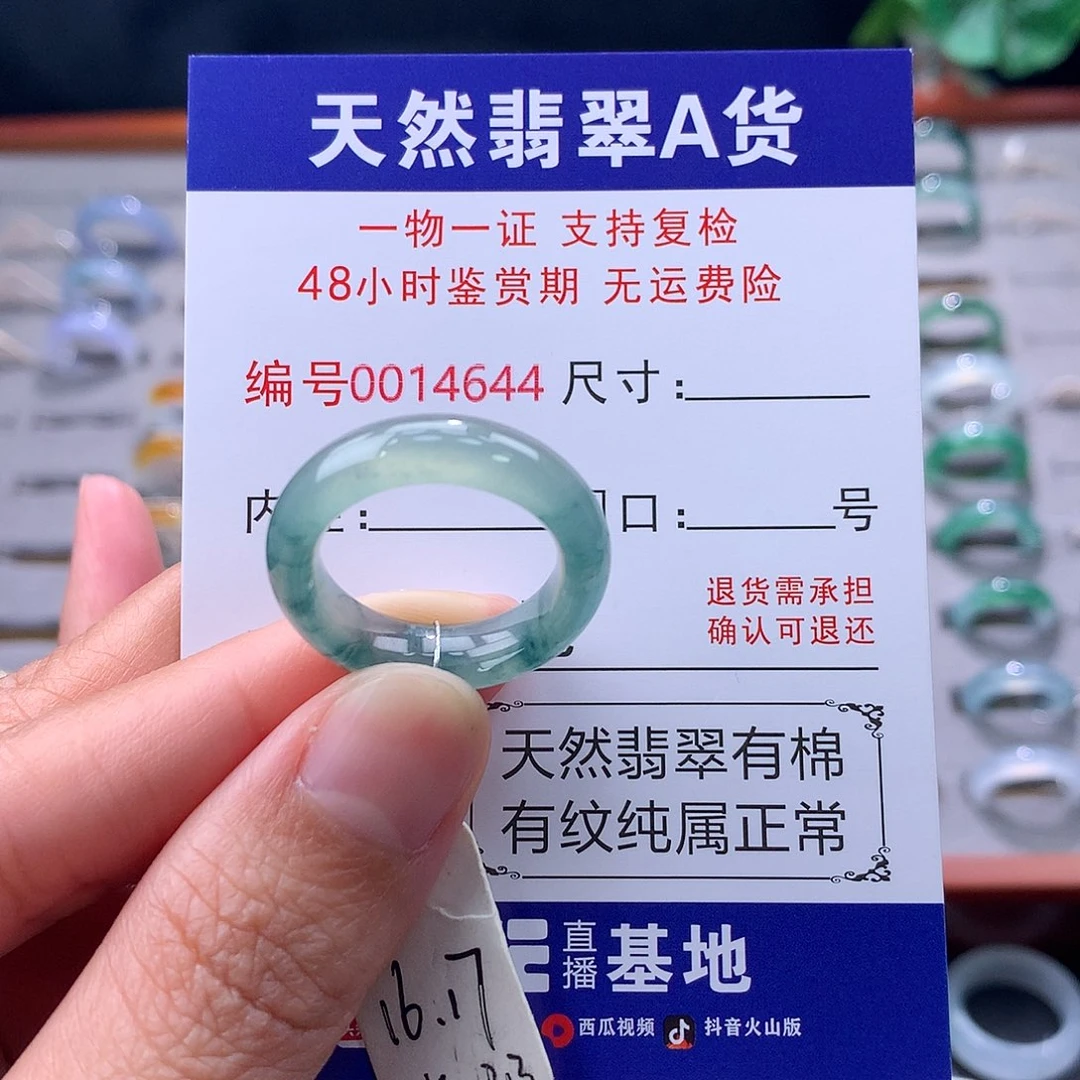 天然翡翠A货
一物一证 支持复检
48小时鉴赏期 无运费险
编号0014644 尺寸:
内 : 口: 号
退货需承担
确认可退还
天然翡翠有棉
有纹纯属正常
直播基地
西瓜视频 抖音火山版
16.17